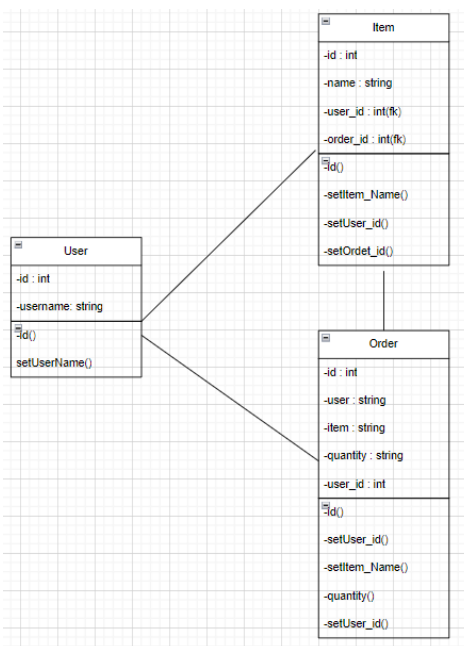 Item
-id : int
-name : string
-user_id : int(fk)
-order_id : int(fk)
-id()
-setItem_Name()
-setUser_id()
-setOrdet_id()
User
-id : int
-username: string
-id()
setUserName()
Order
-id : int
-user : string
-item : string
-quantity : string
-user_id : int
-id()
-setUser_id()
-setItem_Name()
-quantity()
-setUser_id()